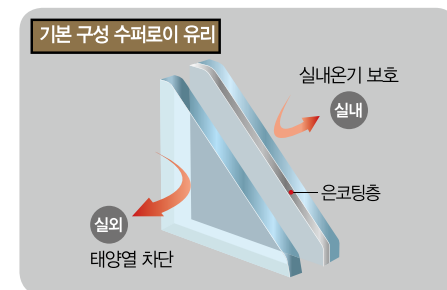 기본 구성 수퍼로이 유리
실내온기 보호
실내
은코팅층
실외
태양열 차단